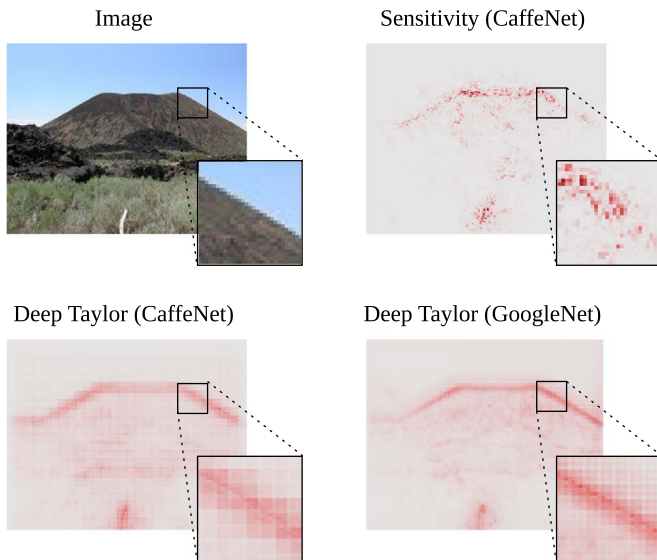 Image
Sensitivity (CaffeNet)
Deep Taylor (CaffeNet)
Deep Taylor (GoogleNet)